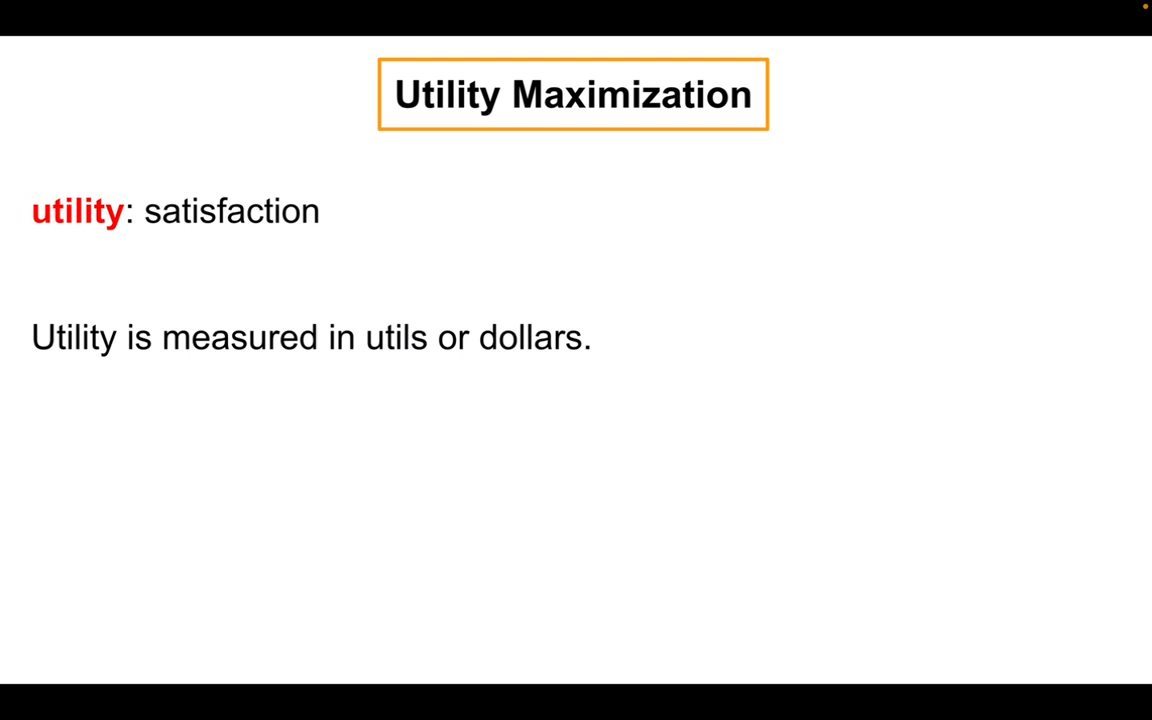 Utility Maximization
utility: satisfaction
Utility is measured in utils or dollars.